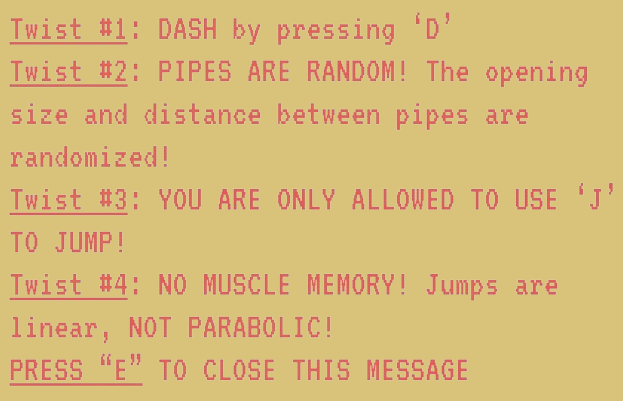 Twist #1: DASH by pressing ‘D’
Twist #2: PIPES ARE RANDOM! The opening
size and distance between pipes are
randomized!
Twist #3: YOU ARE ONLY ALLOWED TO USE ‘J’
TO JUMP!
Twist #4: NO MUSCLE MEMORY! Jumps are
linear, NOT PARABOLIC!
PRESS “E” TO CLOSE THIS MESSAGE